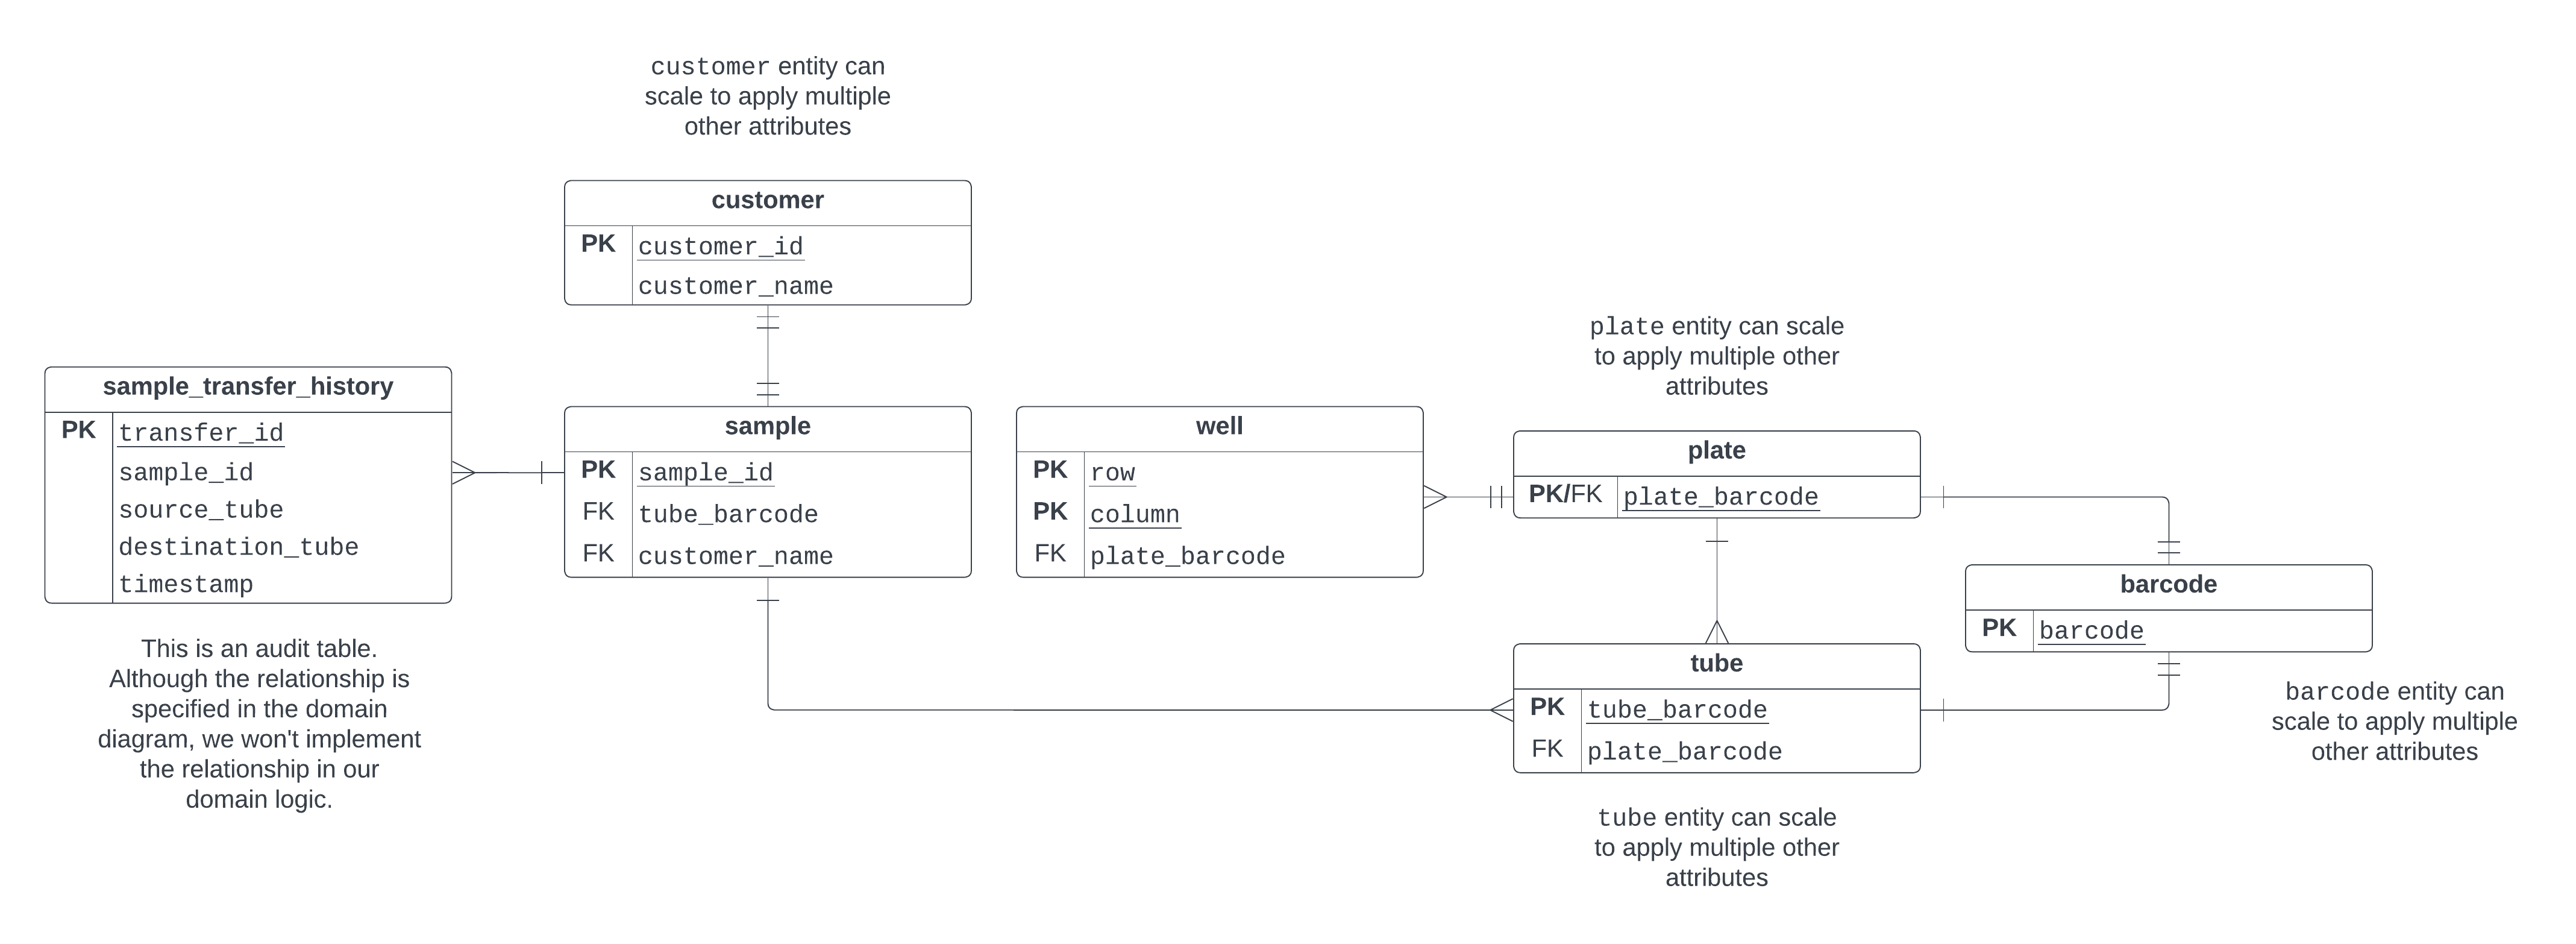 customer entity can
scale to apply multiple
other attributes
customer
PK customer_id
customer_name
sample_transfer_history
PK transfer_id
sample_id
source_tube
destination_tube
timestamp
This is an audit table.
Although the relationship is
specified in the domain
diagram, we won't implement
the relationship in our
domain logic.
sample
PK sample_id
FK tube_barcode
FK customer_name
well
PK row
PK column
FK plate_barcode
plate entity can scale
to apply multiple other
attributes
plate
PK/FK plate_barcode
barcode
PK barcode
barcode entity can
scale to apply multiple
other attributes
tube
PK tube_barcode
FK plate_barcode
tube entity can scale
to apply multiple other
attributes